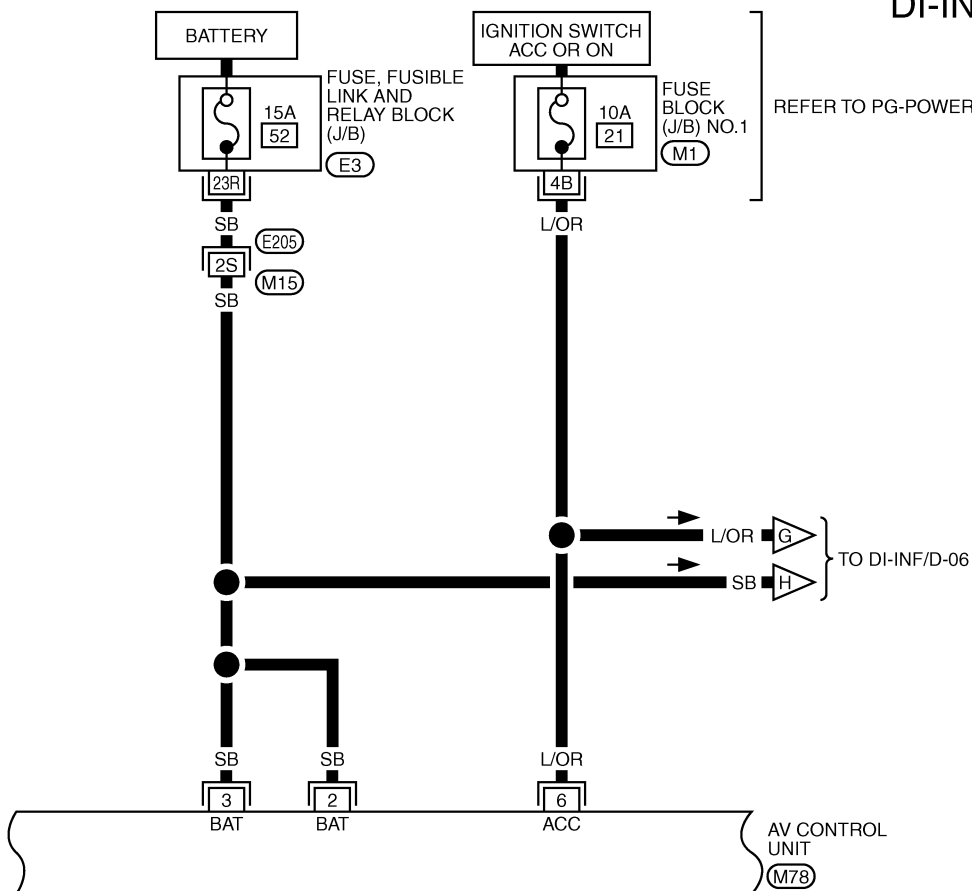 DI-IN
BATTERY
IGNITION SWITCH
ACC OR ON
FUSE, FUSIBLE
LINK AND
RELAY BLOCK
(J/B)
E3
15A
52
10A
21
FUSE
BLOCK
(J/B) NO.1
M1
REFER TO PG-POWER
23R
4B
SB
L/OR
E205
2S
M15
SB
L/OR
G
SB
H
TO DI-INF/D-06
SB
SB
L/OR
3
2
6
BAT
BAT
ACC
AV CONTROL
UNIT
M78